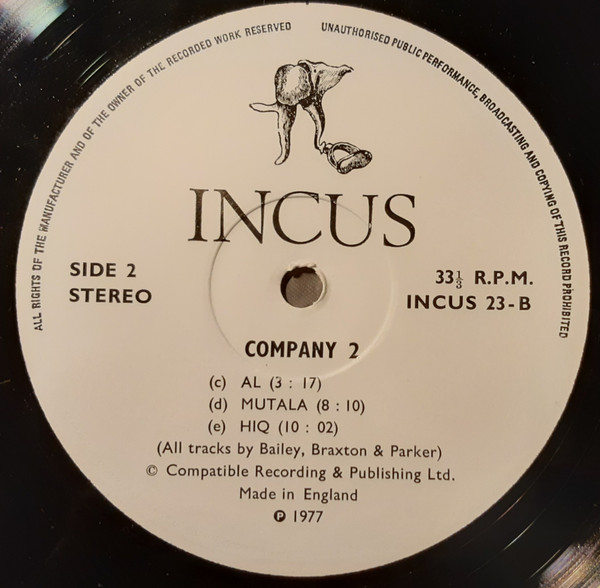 ALL RIGHTS OF THE MANUFACTURER AND OF THE OWNER OF THE RECORDED WORK RESERVED
UNAUTHORISED PUBLIC PERFORMANCE, BROADCASTING AND COPYING OF THIS RECORD PROHIBITED
INCUS
SIDE 2
STEREO
33⅓ R.P.M.
INCUS 23-B
COMPANY 2
(c) AL (3 : 17)
(d) MUTALA (8 : 10)
(e) HIQ (10 : 02)
(All tracks by Bailey, Braxton & Parker)
© Compatible Recording & Publishing Ltd.
Made in England
℗ 1977